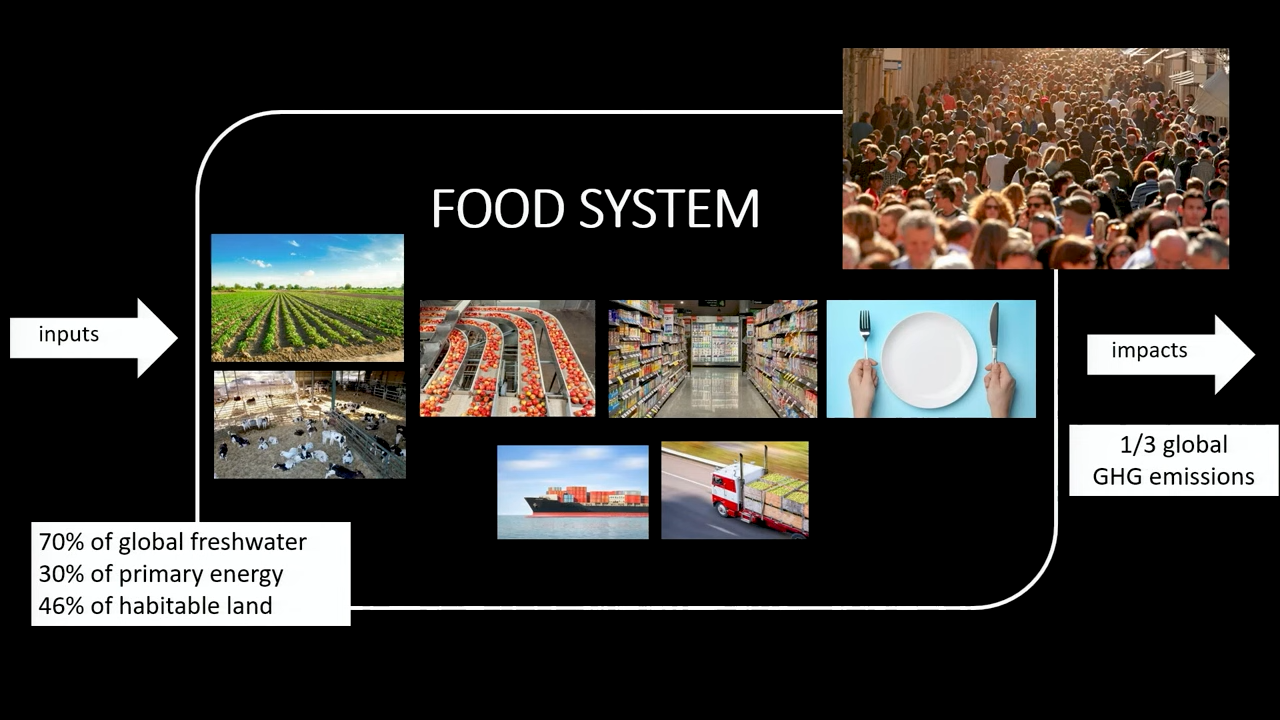 FOOD SYSTEM
inputs
impacts
1/3 global
GHG emissions
70% of global freshwater
30% of primary energy
46% of habitable land